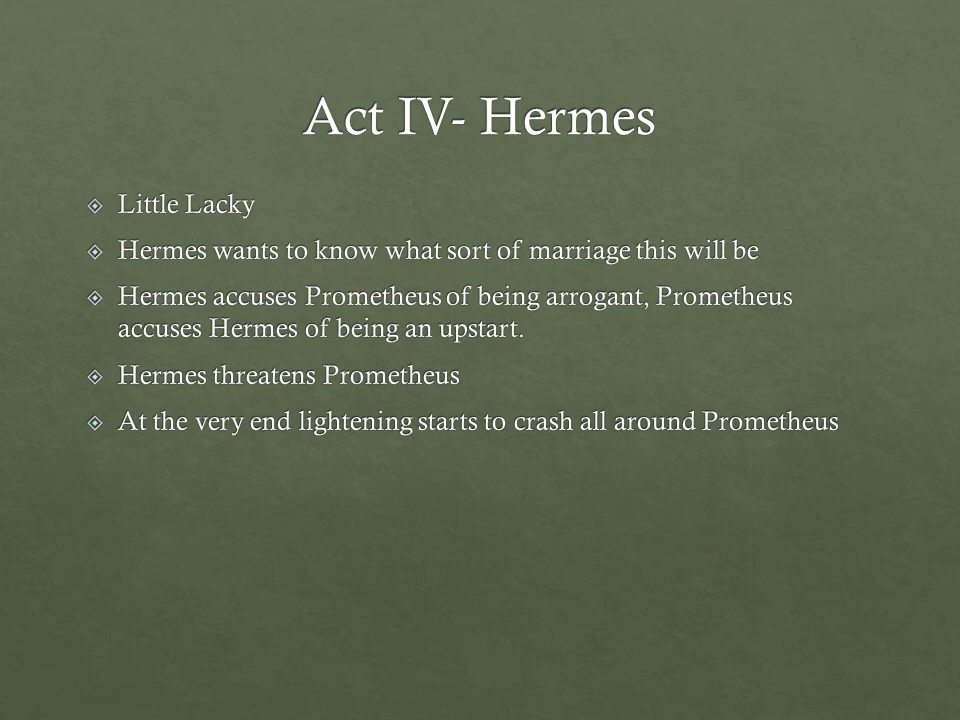 Act IV- Hermes
Little Lacky
Hermes wants to know what sort of marriage this will be
Hermes accuses Prometheus of being arrogant, Prometheus
accuses Hermes of being an upstart.
Hermes threatens Prometheus
At the very end lightening starts to crash all around Prometheus